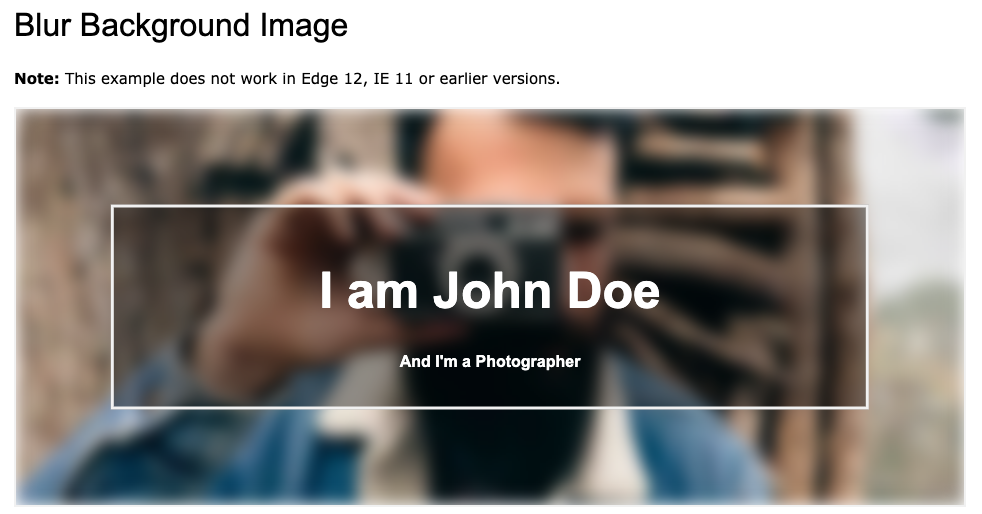 Blur Background Image
Note: This example does not work in Edge 12, IE 11 or earlier versions.
I am John Doe
And I'm a Photographer